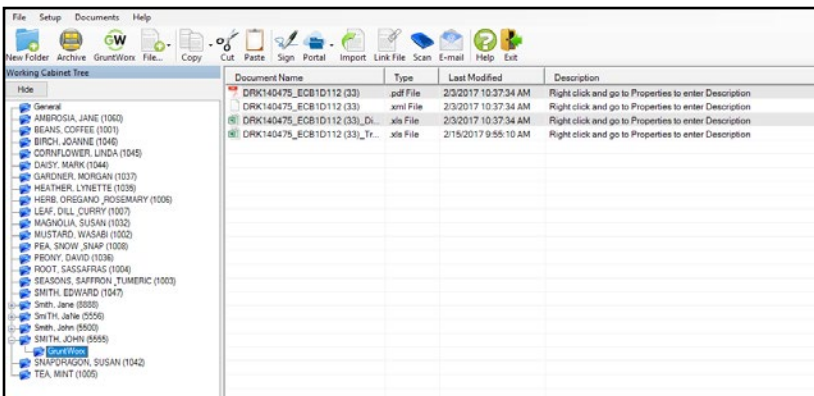 File Setup Documents Help
GW
New Folder Archive GruntWorx File... Copy Cut Paste Sign Portal Import Link File Scan E-mail Help Exit
Working Cabinet Tree
Hide
General
AMBROSIA, JANE (1060)
BEANS, COFFEE (1001)
BIRCH, JOANNE (1046)
CORNFLOWER, LINDA (1045)
DAISY, MARK (1044)
GARDNER, MORGAN (1037)
HEATHER, LYNETTE (1035)
HERB, OREGANO _ROSEMARY (1006)
LEAF, DILL _CURRY (1007)
MAGNOLIA, SUSAN (1032)
MUSTARD, WASABI (1002)
PEA, SNOW _SNAP (1008)
PEONY, DAVID (1036)
ROOT, SASSAFRAS (1004)
SEASONS, SAFFRON _TUMERIC (1003)
SMITH, EDWARD (1047)
Smith, Jane (8888)
SmiTH, JaNe (5556)
Smith, John (5500)
SMITH, JOHN (5555)
GruntWorx
SNAPDRAGON, SUSAN (1042)
TEA, MINT (1005)
Document Name Type Last Modified Description
DRK140475_ECB1D112 (33) .pdf File 2/3/2017 10:37:34 AM Right click and go to Properties to enter Description
DRK140475_ECB1D112 (33) .xml File 2/3/2017 10:37:34 AM Right click and go to Properties to enter Description
DRK140475_ECB1D112 (33)_Di... .xls File 2/3/2017 10:37:34 AM Right click and go to Properties to enter Description
DRK140475_ECB1D112 (33)_Tr... .xls File 2/15/2017 9:55:10 AM Right click and go to Properties to enter Description